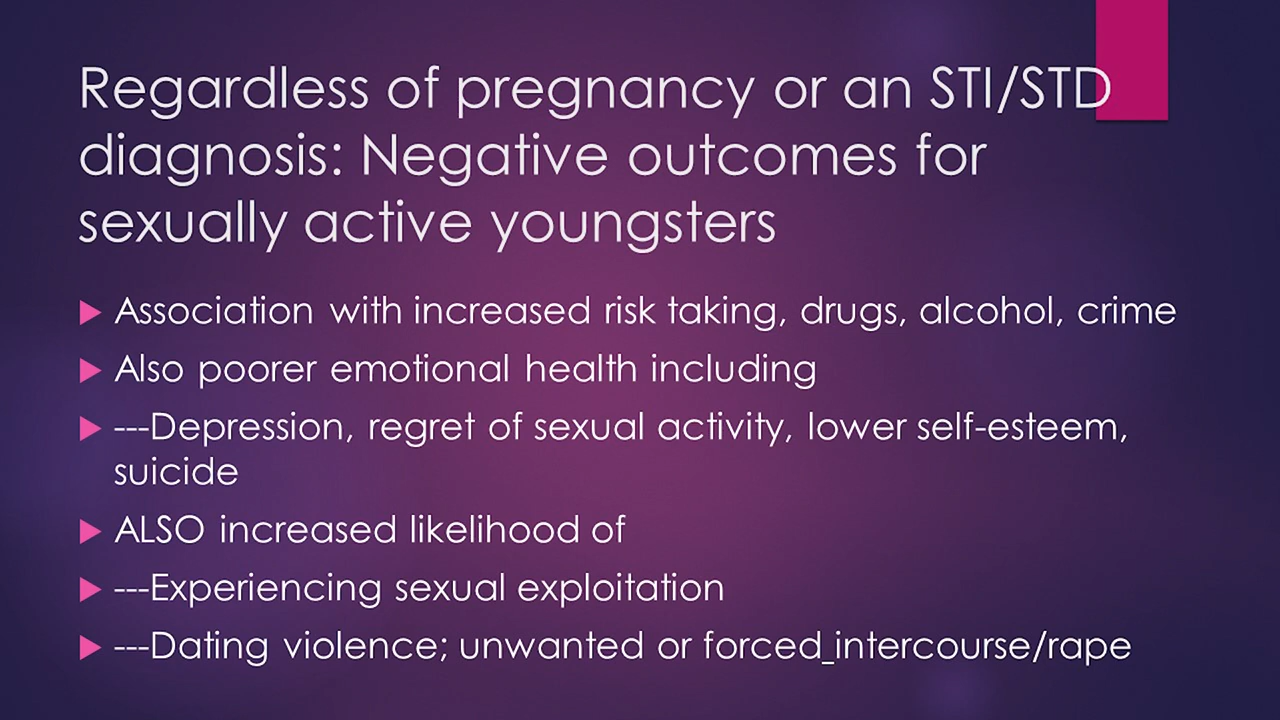 Regardless of pregnancy or an STI/STD
diagnosis: Negative outcomes for
sexually active youngsters
Association with increased risk taking, drugs, alcohol, crime
Also poorer emotional health including
---Depression, regret of sexual activity, lower self-esteem,
suicide
ALSO increased likelihood of
---Experiencing sexual exploitation
---Dating violence; unwanted or forced_intercourse/rape